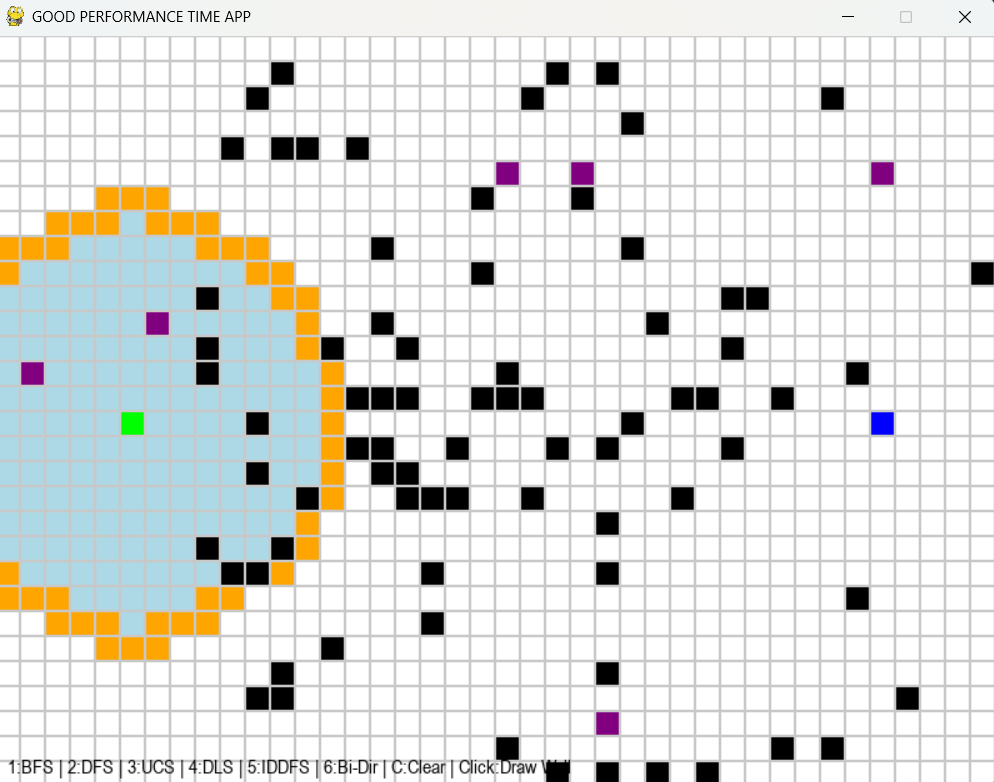 GOOD PERFORMANCE TIME APP
1:BFS | 2:DFS | 3:UCS | 4:DLS | 5:IDDFS | 6:Bi-Dir | C:Clear | Click:Draw Wall